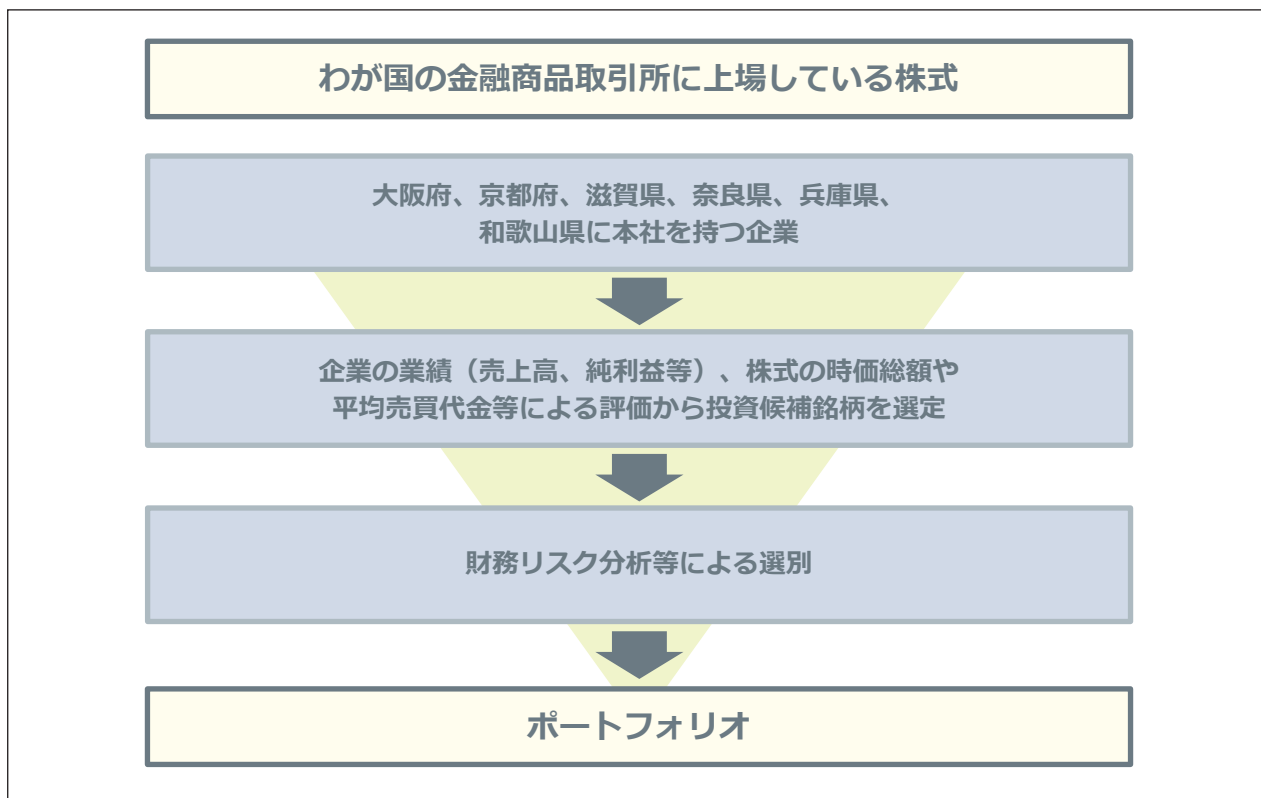 わが国の金融商品取引所に上場している株式
大阪府、京都府、滋賀県、奈良県、兵庫県、
和歌山県に本社を持つ企業
企業の業績（売上高、純利益等）、株式の時価総額や
平均売買代金等による評価から投資候補銘柄を選定
財務リスク分析等による選別
ポートフォリオ